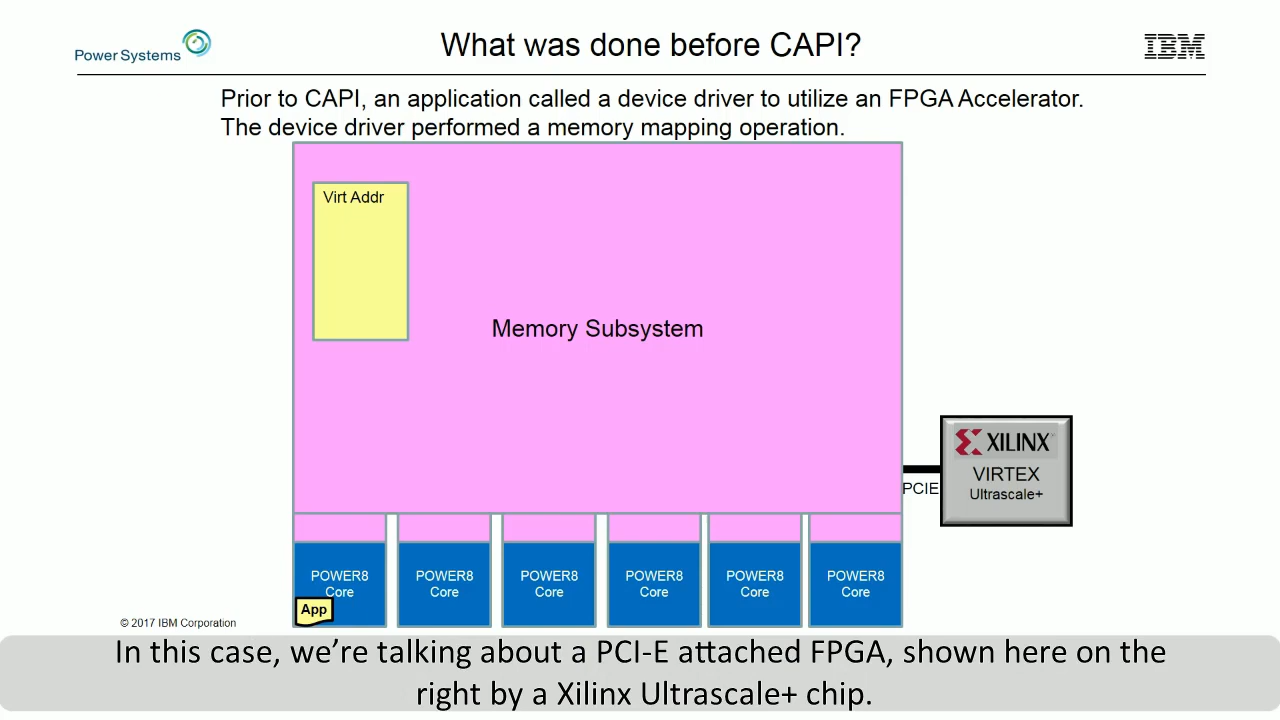 Power Systems
What was done before CAPI?
IBM
Prior to CAPI, an application called a device driver to utilize an FPGA Accelerator.
The device driver performed a memory mapping operation.
Virt Addr
Memory Subsystem
XILINX
VIRTEX
Ultrascale+
PCIE
POWER8
Core
App
POWER8
Core
POWER8
Core
POWER8
Core
POWER8
Core
POWER8
Core
© 2017 IBM Corporation
In this case, we’re talking about a PCI-E attached FPGA, shown here on the
right by a Xilinx Ultrascale+ chip.